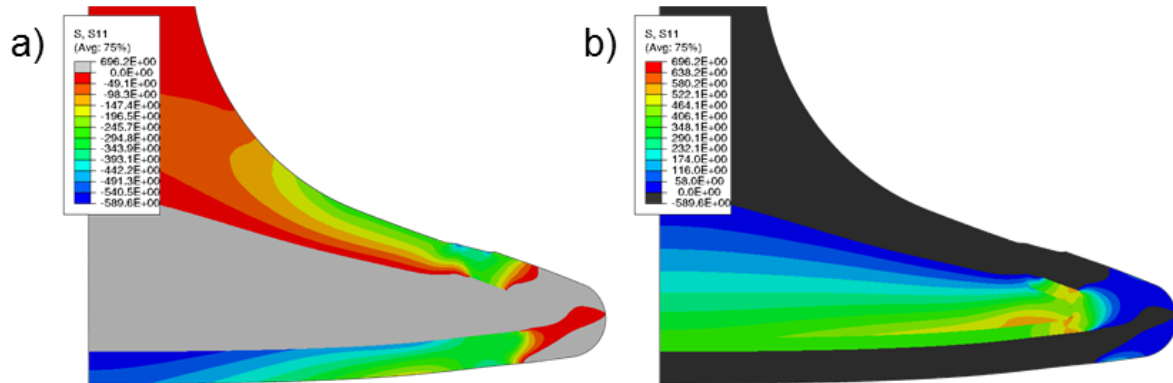 a)
S, S11
(Avg: 75%)
696.2E+00
0.0E+00
-49.1E+00
-98.3E+00
-147.4E+00
-196.5E+00
-245.7E+00
-294.8E+00
-343.9E+00
-393.1E+00
-442.2E+00
-491.3E+00
-540.5E+00
-589.6E+00
b)
S, S11
(Avg: 75%)
696.2E+00
638.2E+00
580.2E+00
522.1E+00
464.1E+00
406.1E+00
348.1E+00
290.1E+00
232.1E+00
174.0E+00
116.0E+00
58.0E+00
0.0E+00
-589.6E+00